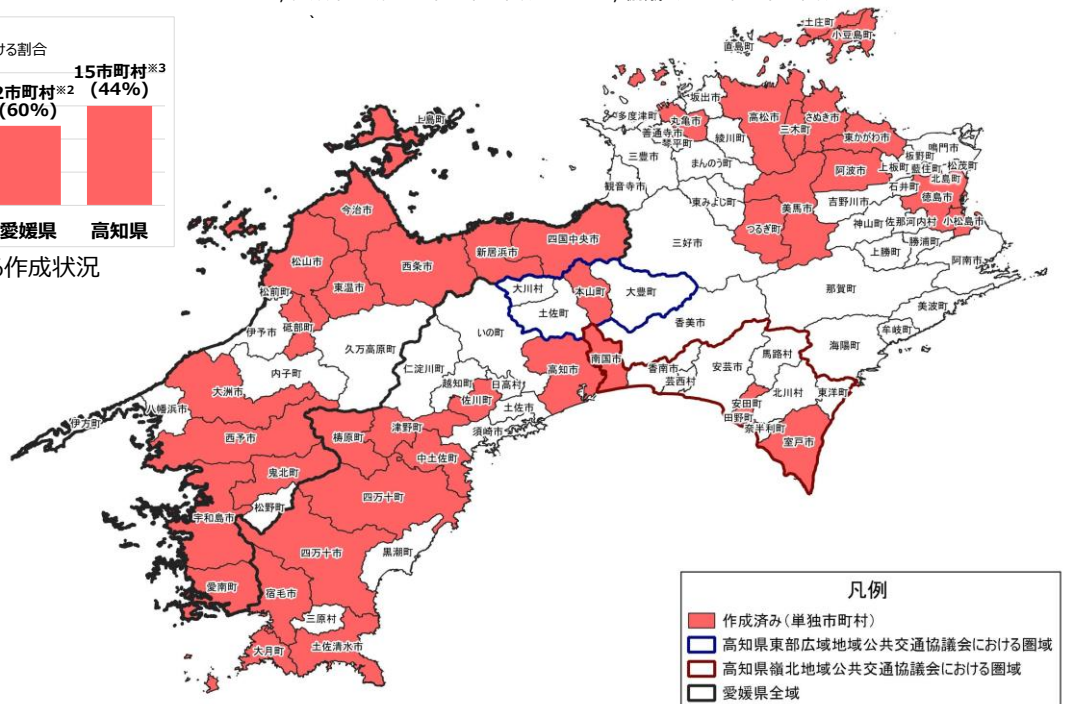 、
ける割合
15市町村※3
(44%)
2市町村※2
(60%)
愛媛県
高知県
る作成状況
土庄町
小豆島町
直島町
上島町
坂出市
多度津町
丸亀市
高松市
さぬき市
善通寺市
綾川町
三木町
東かがわ市
琴平町
三豊市
まんのう町
鳴門市
板野町
松茂町
上板町
藍住町
阿波市
北島町
観音寺市
石井町
徳島市
今治市
東みよし町
美馬市
吉野川市
小松島市
四国中央市
つるぎ町
神山町
佐那河内村
新居浜市
三好市
勝浦町
松山市
西条市
上勝町
阿南市
東温市
大川村
本山町
大豊町
那賀町
松前町
土佐町
美波町
砥部町
いの町
香美市
伊予市
牟岐町
久万高原町
海陽町
馬路村
南国市
安芸市
内子町
仁淀川町
高知市
香南市
越知町
日高村
芸西村
北川村
東洋町
大洲市
佐川町
安田町
八幡浜市
土佐市
田野町
伊方町
津野町
奈半利町
梼原町
須崎市
室戸市
西予市
中土佐町
鬼北町
四万十町
松野町
宇和島市
四万十市
黒潮町
愛南町
宿毛市
三原村
大月町
土佐清水市
凡例
作成済み(単独市町村)
高知県東部広域地域公共交通協議会における圏域
高知県嶺北地域公共交通協議会における圏域
愛媛県全域